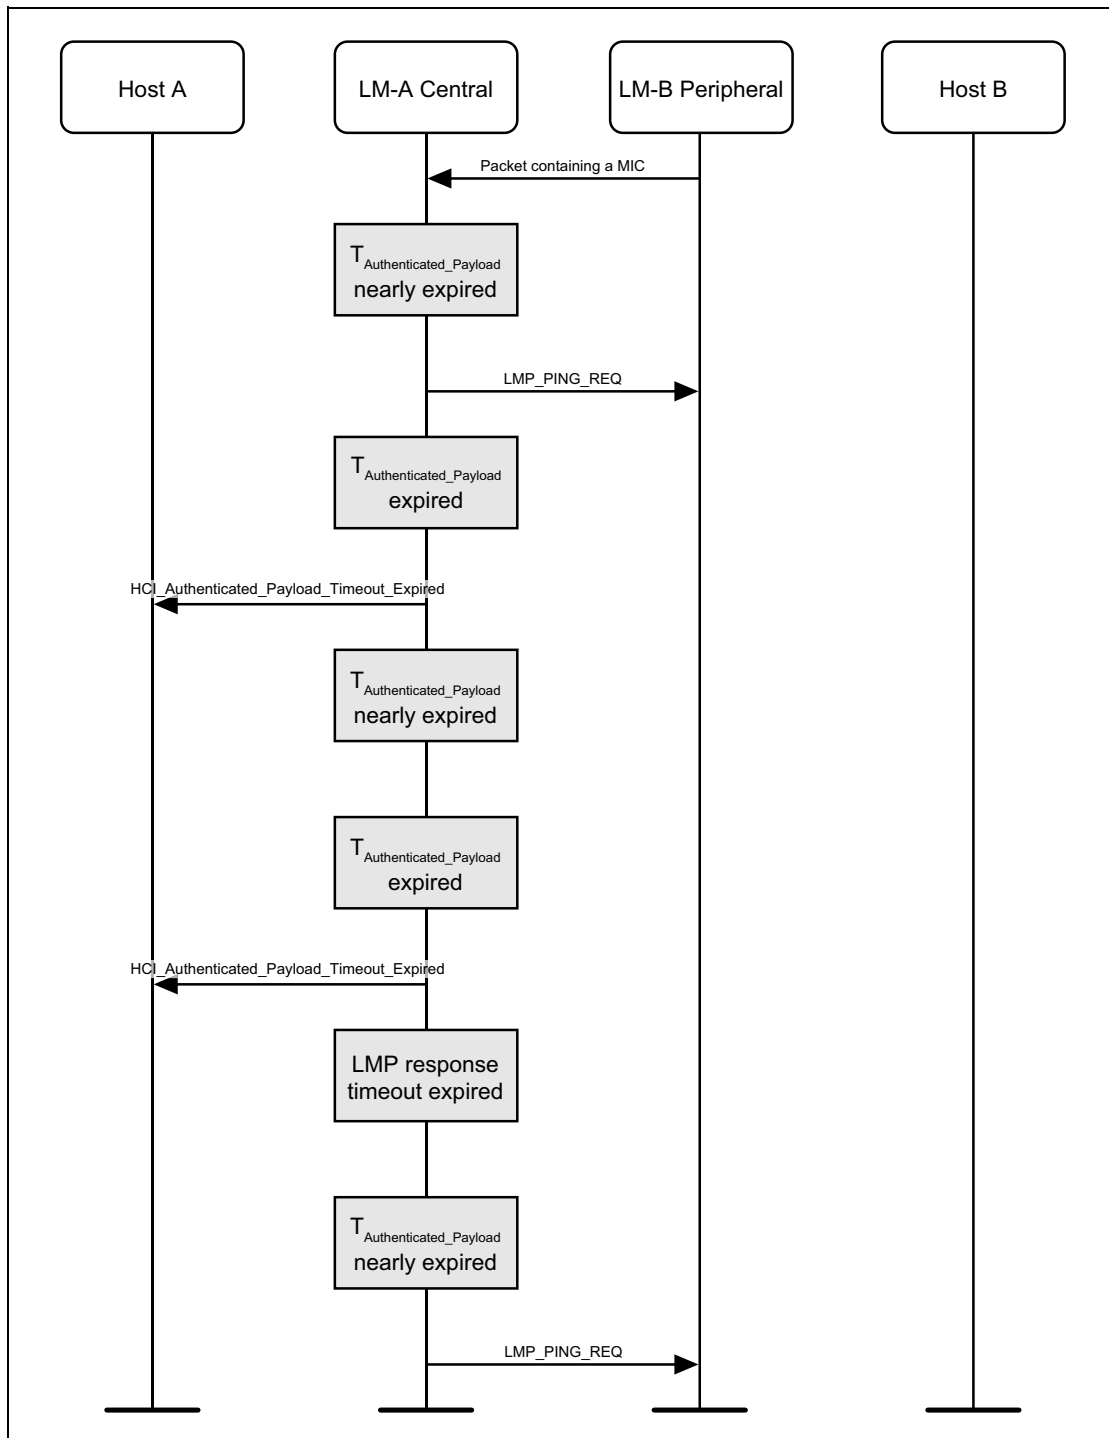 Host A
LM-A Central
LM-B Peripheral
Host B
Packet containing a MIC
TAuthenticated_Payload
nearly expired
LMP_PING_REQ
TAuthenticated_Payload
expired
HCI_Authenticated_Payload_Timeout_Expired
TAuthenticated_Payload
nearly expired
TAuthenticated_Payload
expired
HCI_Authenticated_Payload_Timeout_Expired
LMP response
timeout expired
TAuthenticated_Payload
nearly expired
LMP_PING_REQ